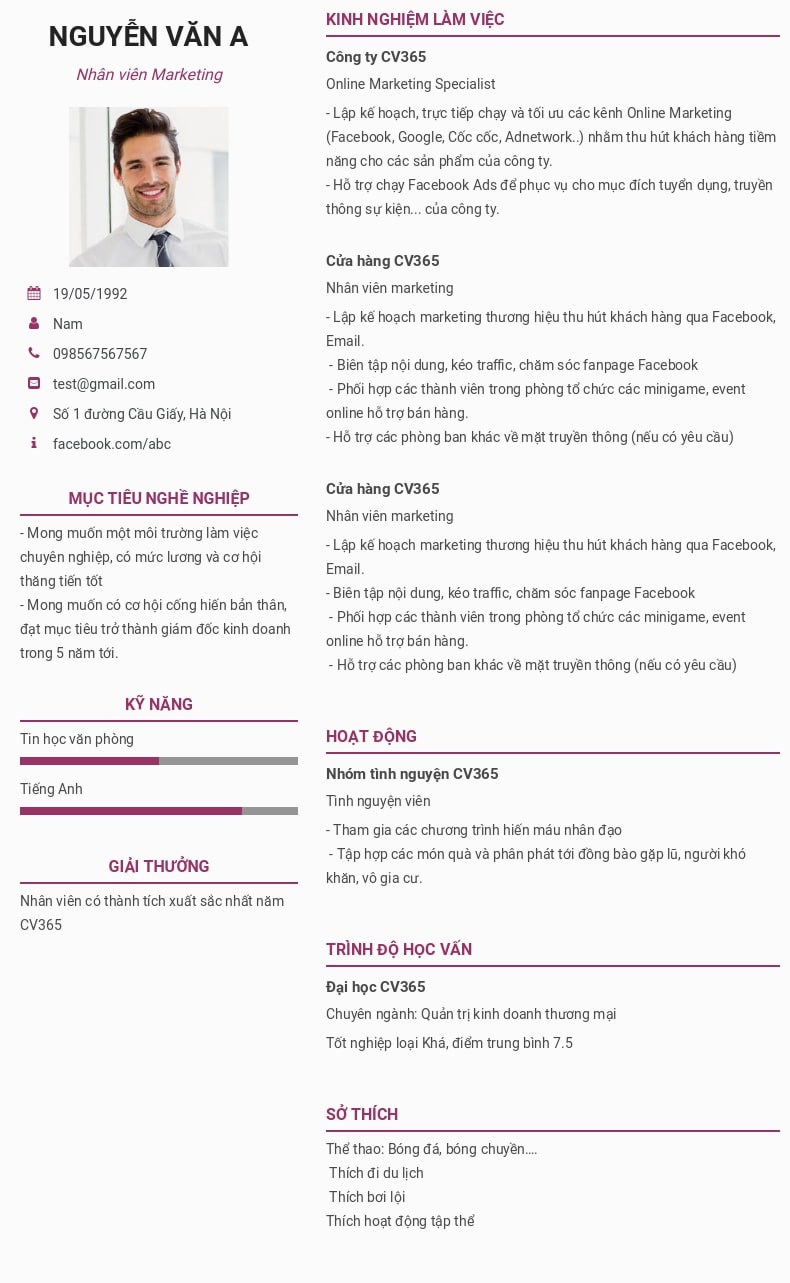 NGUYỄN VĂN A
Nhân viên Marketing
19/05/1992
Nam
098567567567
test@gmail.com
Số 1 đường Cầu Giấy, Hà Nội
facebook.com/abc
MỤC TIÊU NGHỀ NGHIỆP
- Mong muốn một môi trường làm việc
chuyên nghiệp, có mức lương và cơ hội
thăng tiến tốt
- Mong muốn có cơ hội cống hiến bản thân,
đạt mục tiêu trở thành giám đốc kinh doanh
trong 5 năm tới.
KỸ NĂNG
Tin học văn phòng
Tiếng Anh
GIẢI THƯỞNG
Nhân viên có thành tích xuất sắc nhất năm
CV365
KINH NGHIỆM LÀM VIỆC
Công ty CV365
Online Marketing Specialist
- Lập kế hoạch, trực tiếp chạy và tối ưu các kênh Online Marketing
(Facebook, Google, Cốc cốc, Adnetwork..) nhằm thu hút khách hàng tiềm
năng cho các sản phẩm của công ty.
- Hỗ trợ chạy Facebook Ads để phục vụ cho mục đích tuyển dụng, truyền
thông sự kiện... của công ty.
Cửa hàng CV365
Nhân viên marketing
- Lập kế hoạch marketing thương hiệu thu hút khách hàng qua Facebook,
Email.
- Biên tập nội dung, kéo traffic, chăm sóc fanpage Facebook
- Phối hợp các thành viên trong phòng tổ chức các minigame, event
online hỗ trợ bán hàng.
- Hỗ trợ các phòng ban khác về mặt truyền thông (nếu có yêu cầu)
Cửa hàng CV365
Nhân viên marketing
- Lập kế hoạch marketing thương hiệu thu hút khách hàng qua Facebook,
Email.
- Biên tập nội dung, kéo traffic, chăm sóc fanpage Facebook
- Phối hợp các thành viên trong phòng tổ chức các minigame, event
online hỗ trợ bán hàng.
- Hỗ trợ các phòng ban khác về mặt truyền thông (nếu có yêu cầu)
HOẠT ĐỘNG
Nhóm tình nguyện CV365
Tình nguyện viên
- Tham gia các chương trình hiến máu nhân đạo
- Tập hợp các món quà và phân phát tới đồng bào gặp lũ, người khó
khăn, vô gia cư.
TRÌNH ĐỘ HỌC VẤN
Đại học CV365
Chuyên ngành: Quản trị kinh doanh thương mại
Tốt nghiệp loại Khá, điểm trung bình 7.5
SỞ THÍCH
Thể thao: Bóng đá, bóng chuyền....
Thích đi du lịch
Thích bơi lội
Thích hoạt động tập thể